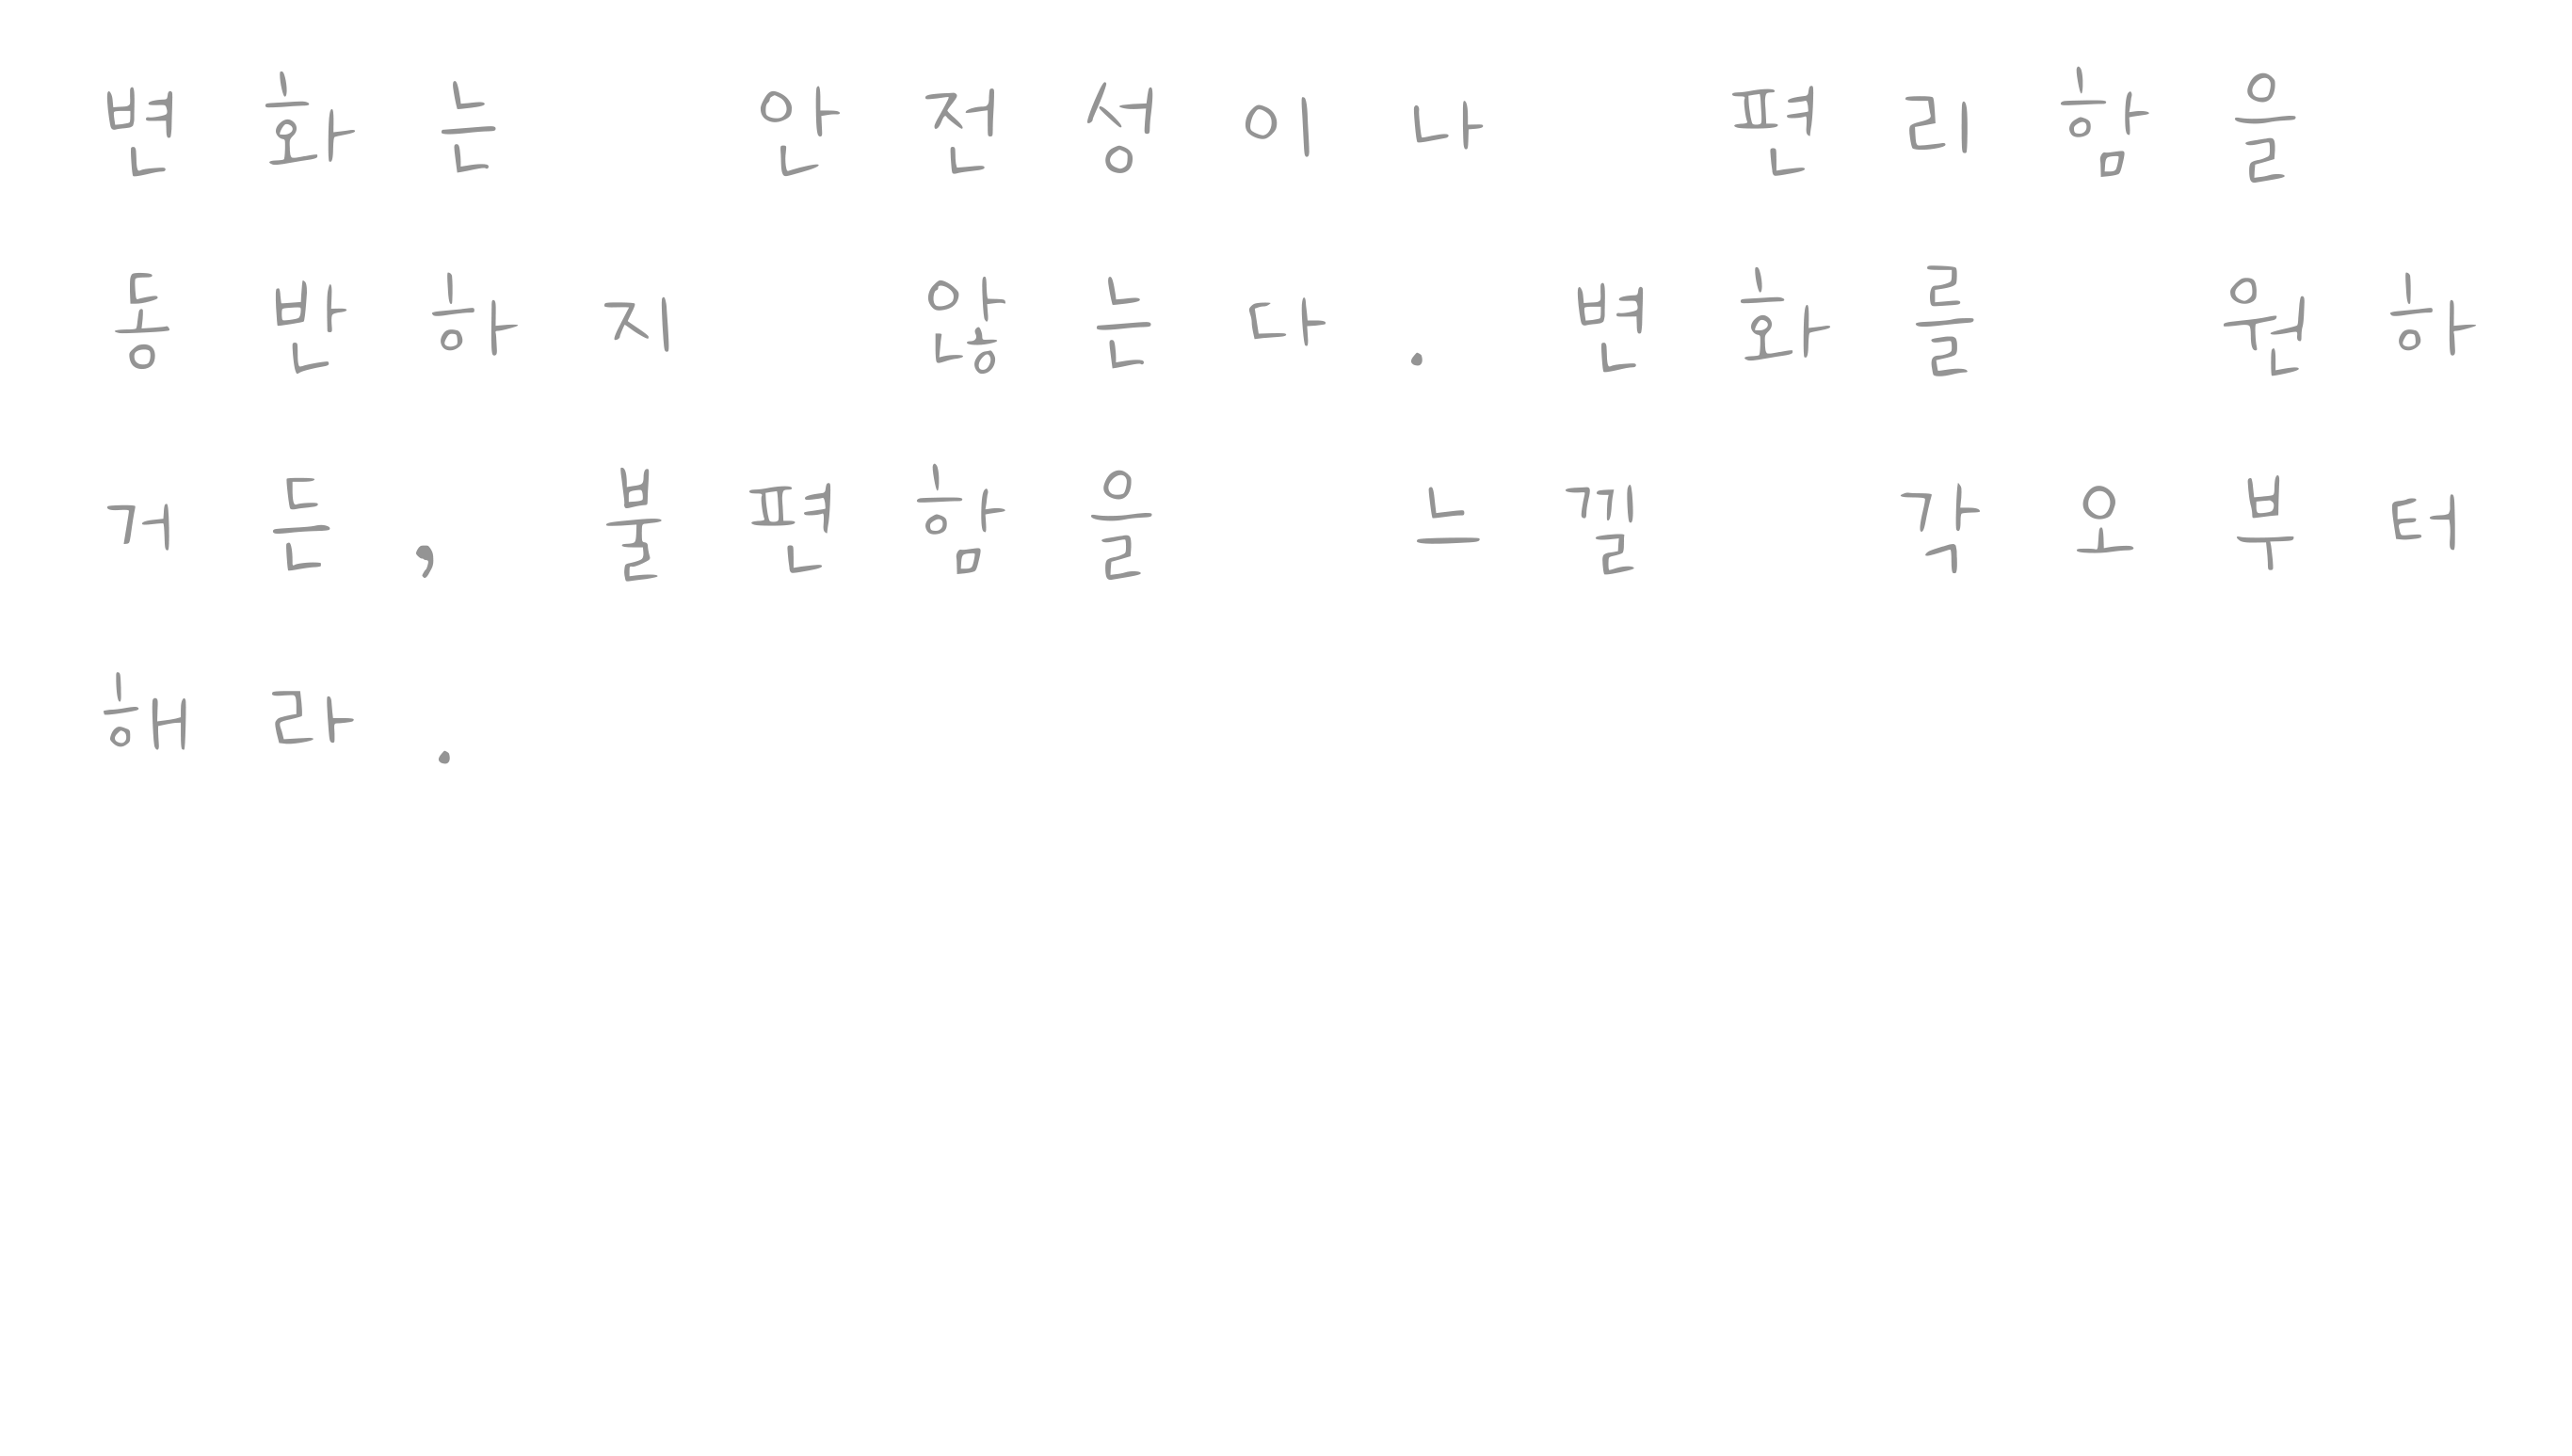 변화는 안전성이나 편리함을
동반하지 않는다. 변화를 원하
거든, 불편함을 느낄 각오부터
해라.